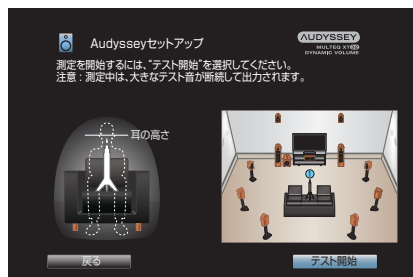 Audysseyセットアップ
AUDYSSEY
MULTEQ XT32
DYNAMIC VOLUME
測定を開始するには、“テスト開始”を選択してください。
注意：測定中は、大きなテスト音が断続して出力されます。
耳の高さ
戻る
テスト開始